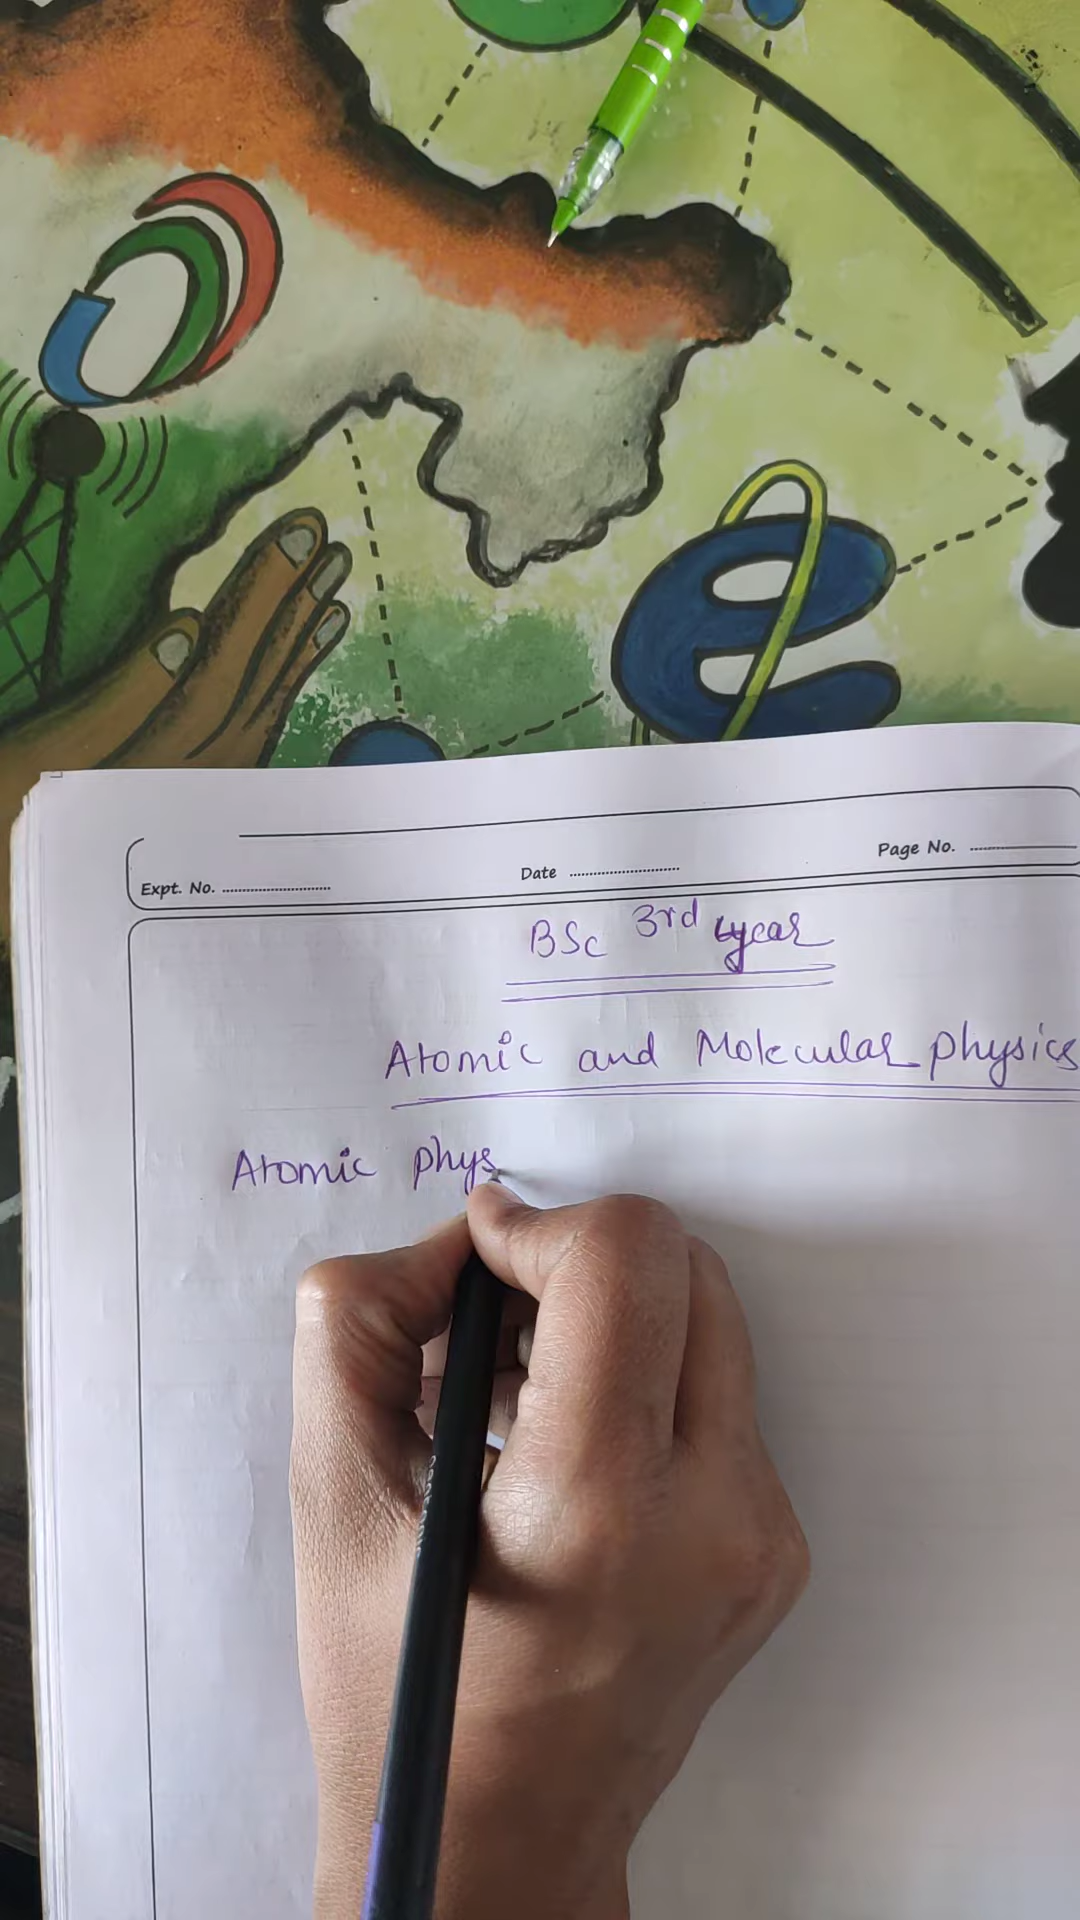 Expt. No. ............................ Date ............................ Page No. ............................
BSc 3rd year
Atomic and Molecular physics
Atomic phys